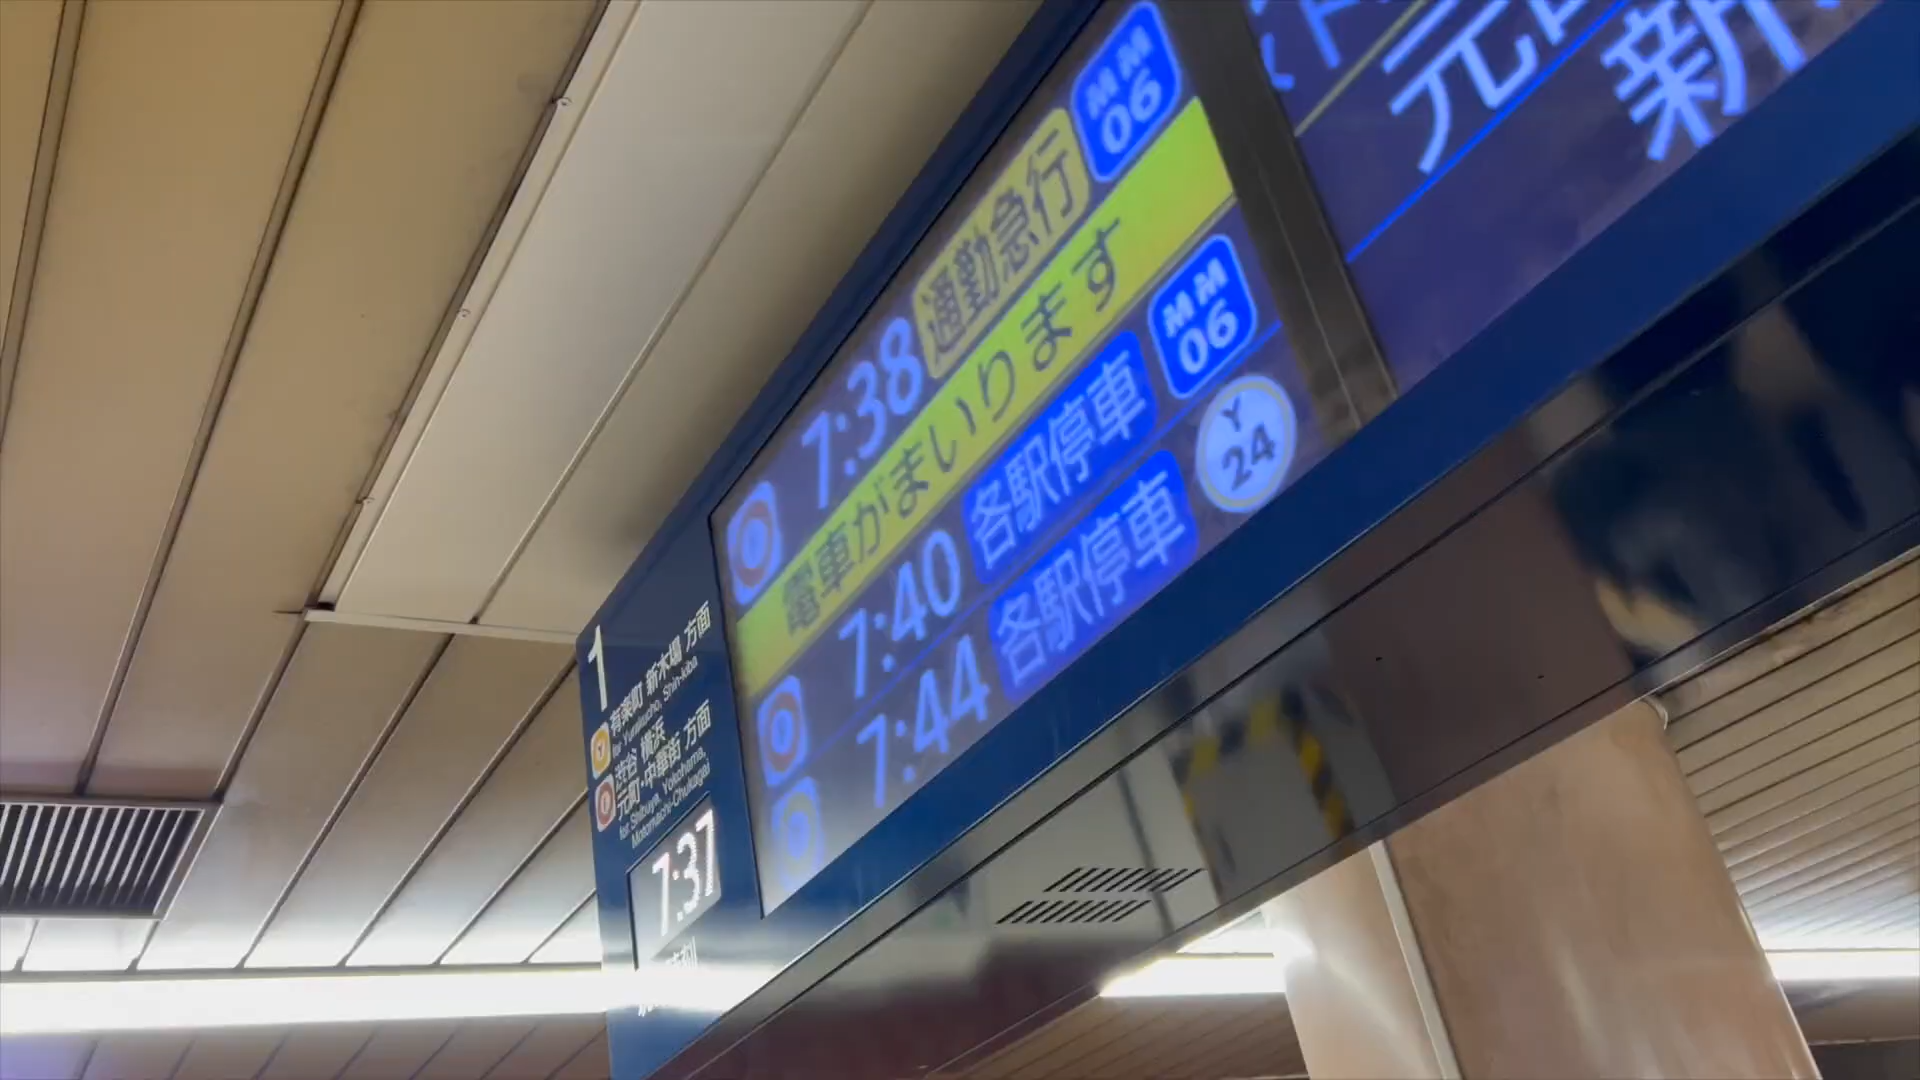 1
有楽町 新木場 方面
for Yurakucho, Shin-kiba
渋谷 横浜
元町・中華街 方面
for Shibuya, Yokohama,
Motomachi-Chukagai
7:37
7:38 通勤急行 MM 06
電車がまいります
7:40 各駅停車 MM 06
7:44 各駅停車 Y 24
元
新